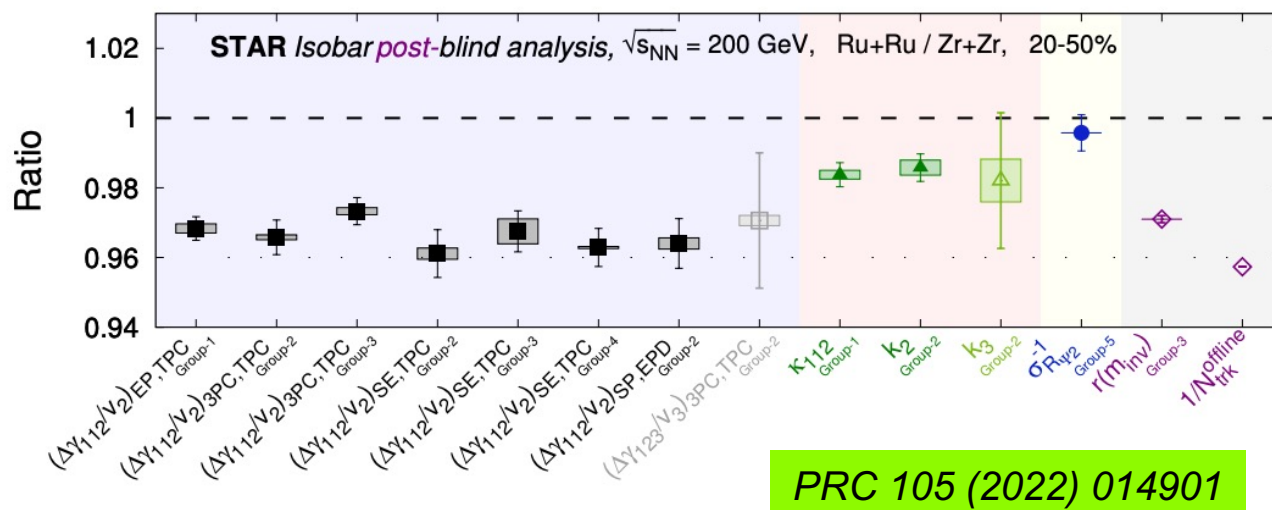 STAR Isobar post-blind analysis, √sNN = 200 GeV, Ru+Ru / Zr+Zr, 20-50%
Ratio
1.02
1
0.98
0.96
0.94
(Δγ112/v2)EP,TPC Group-1
(Δγ112/v2)3PC,TPC Group-2
(Δγ112/v2)3PC,TPC Group-3
(Δγ112/v2)SE,TPC Group-2
(Δγ112/v2)SE,TPC Group-3
(Δγ112/v2)SE,TPC Group-4
(Δγ112/v2)SP,EPD Group-2
(Δγ123/v3)3PC,TPC Group-2
κ112 Group-1
k2 Group-2
k3 Group-2
σ-1RΨ2 Group-5
r(minv) Group-3
1/Nofflinetrk
PRC 105 (2022) 014901